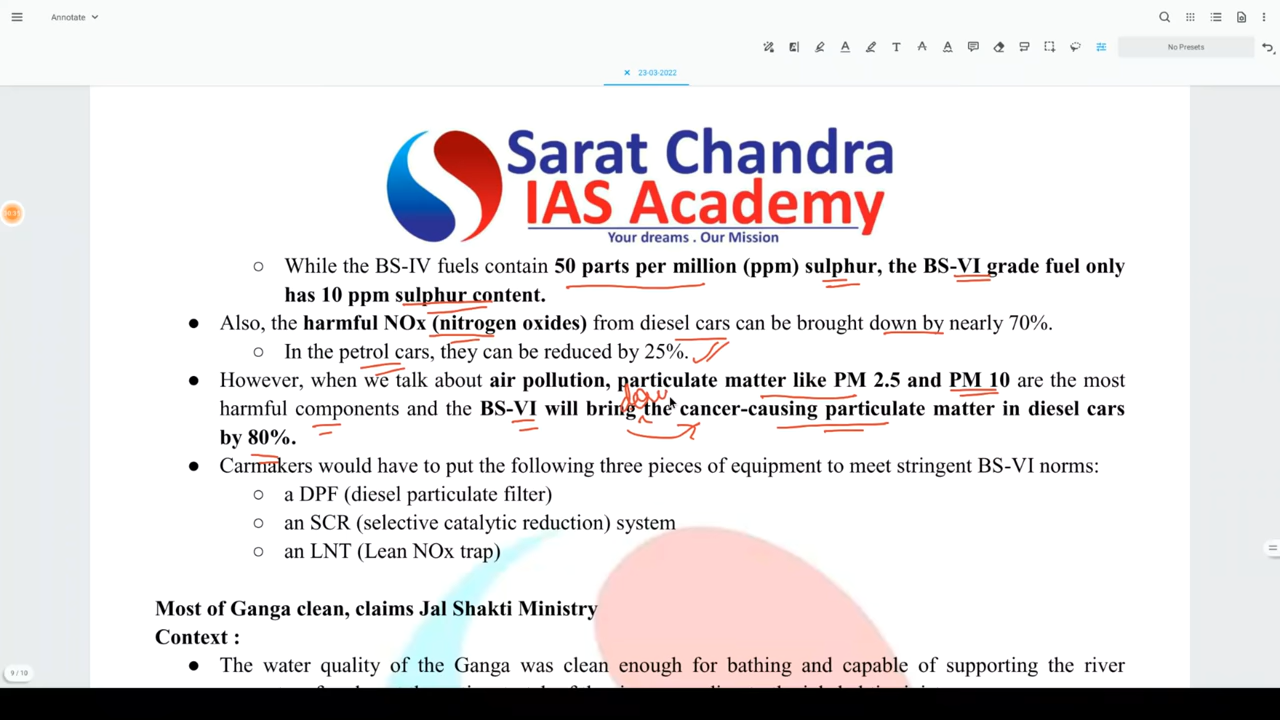 Annotate
No Presets
23-03-2022
Sarat Chandra
IAS Academy
Your dreams . Our Mission
○ While the BS-IV fuels contain 50 parts per million (ppm) sulphur, the BS-VI grade fuel only
has 10 ppm sulphur content.
● Also, the harmful NOx (nitrogen oxides) from diesel cars can be brought down by nearly 70%.
○ In the petrol cars, they can be reduced by 25%.
● However, when we talk about air pollution, particulate matter like PM 2.5 and PM 10 are the most
down
harmful components and the BS-VI will bring the cancer-causing particulate matter in diesel cars
by 80%.
● Carmakers would have to put the following three pieces of equipment to meet stringent BS-VI norms:
○ a DPF (diesel particulate filter)
○ an SCR (selective catalytic reduction) system
○ an LNT (Lean NOx trap)
Most of Ganga clean, claims Jal Shakti Ministry
Context :
● The water quality of the Ganga was clean enough for bathing and capable of supporting the river
9 / 10